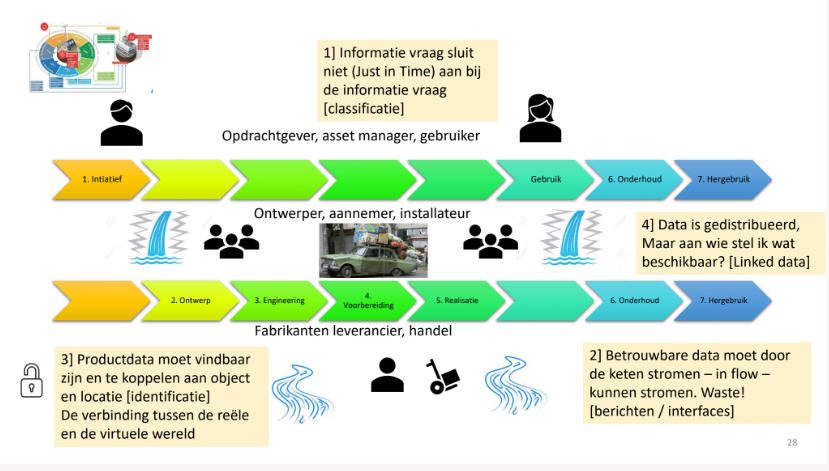 1] Informatie vraag sluit
niet (Just in Time) aan bij
de informatie vraag
[classificatie]
Opdrachtgever, asset manager, gebruiker
1. Intiatief
Gebruik
6. Onderhoud
7. Hergebruik
Ontwerper, aannemer, installateur
4] Data is gedistribueerd,
Maar aan wie stel ik wat
beschikbaar? [Linked data]
2. Ontwerp
3. Engineering
4.
Voorbereiding
5. Realisatie
6. Onderhoud
7. Hergebruik
Fabrikanten leverancier, handel
3] Productdata moet vindbaar
zijn en te koppelen aan object
en locatie [identificatie]
De verbinding tussen de reële
en de virtuele wereld
2] Betrouwbare data moet door
de keten stromen – in flow –
kunnen stromen. Waste!
[berichten / interfaces]
28